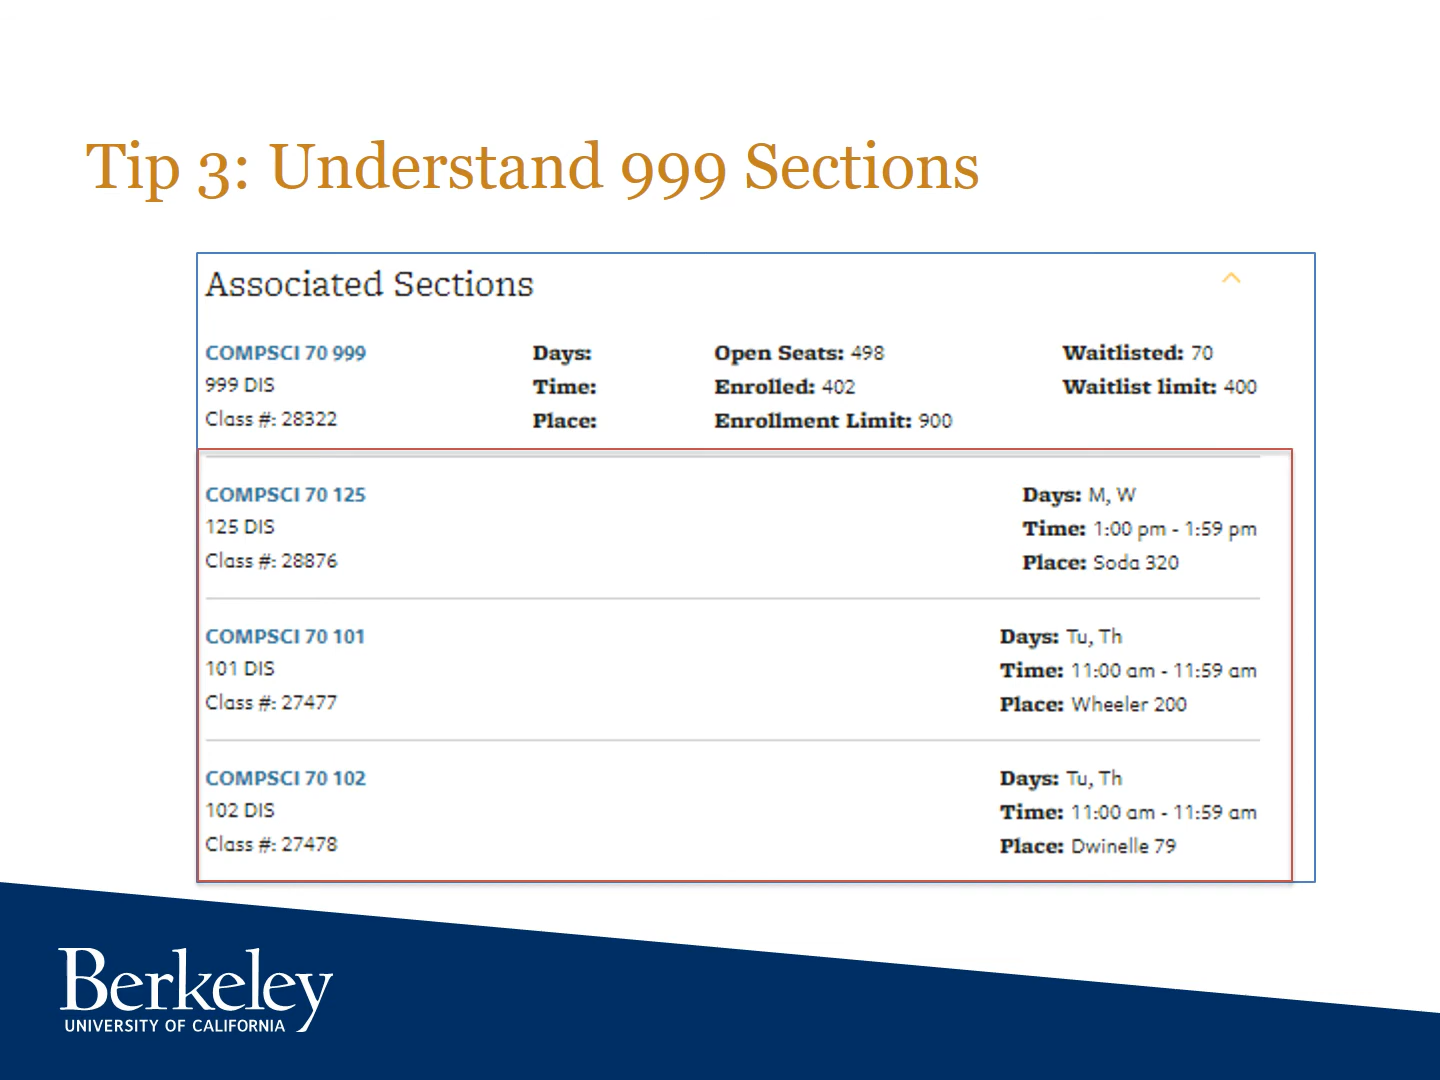 Tip 3: Understand 999 Sections
Associated Sections
COMPSCI 70 999
999 DIS
Class #: 28322
Days:
Time:
Place:
Open Seats: 498
Enrolled: 402
Enrollment Limit: 900
Waitlisted: 70
Waitlist limit: 400
COMPSCI 70 125
125 DIS
Class #: 28876
Days: M, W
Time: 1:00 pm - 1:59 pm
Place: Soda 320
COMPSCI 70 101
101 DIS
Class #: 27477
Days: Tu, Th
Time: 11:00 am - 11:59 am
Place: Wheeler 200
COMPSCI 70 102
102 DIS
Class #: 27478
Days: Tu, Th
Time: 11:00 am - 11:59 am
Place: Dwinelle 79
Berkeley
UNIVERSITY OF CALIFORNIA